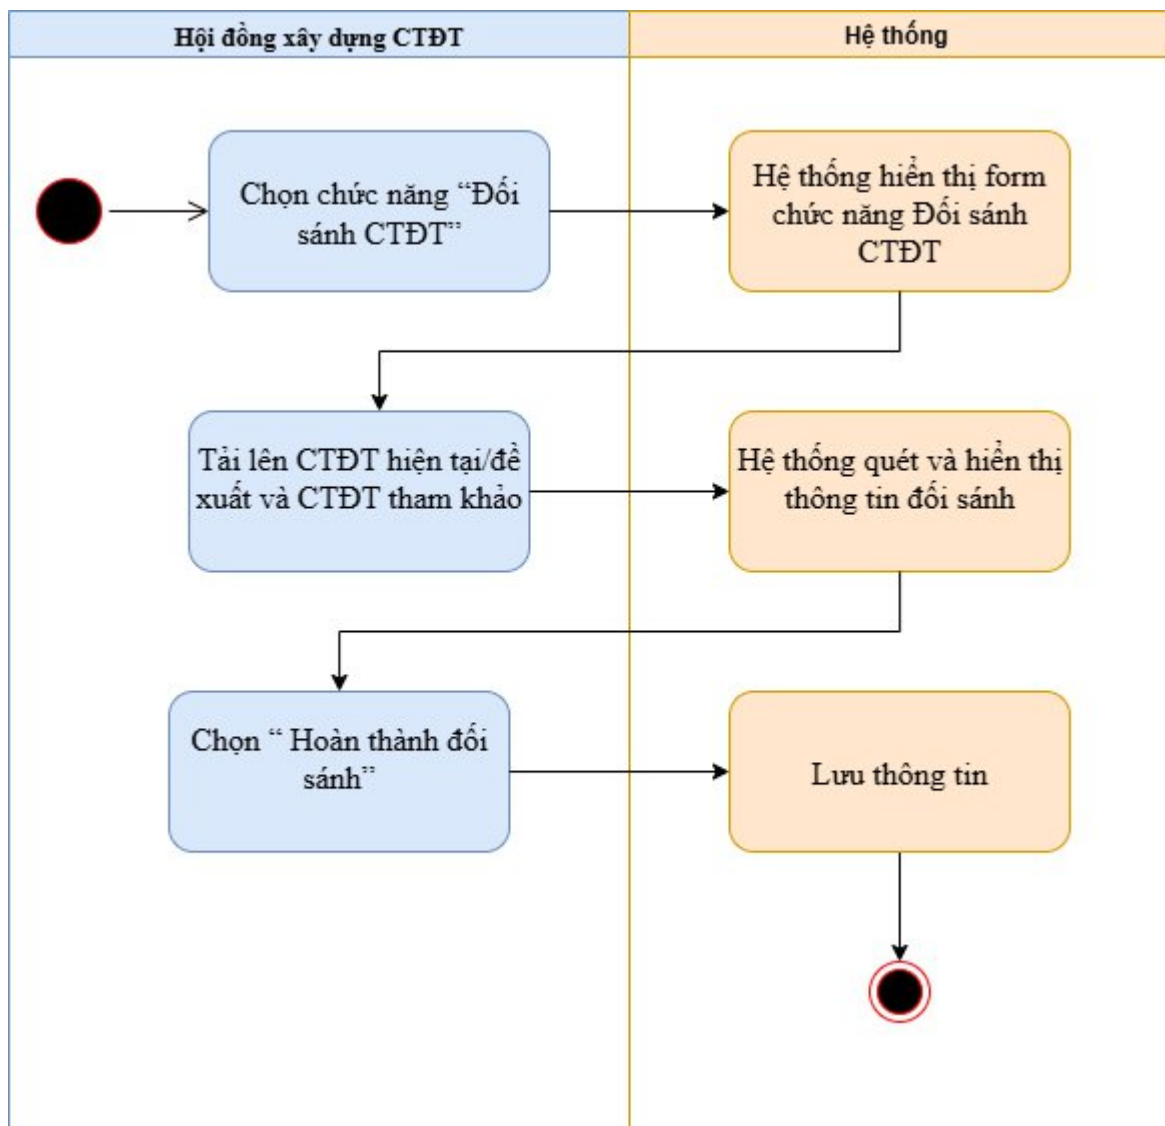 Hội đồng xây dựng CTĐT
Hệ thống
Chọn chức năng “Đối
sánh CTĐT”
Hệ thống hiển thị form
chức năng Đối sánh
CTĐT
Tải lên CTĐT hiện tại/đề
xuất và CTĐT tham khảo
Hệ thống quét và hiển thị
thông tin đối sánh
Chọn “ Hoàn thành đối
sánh”
Lưu thông tin